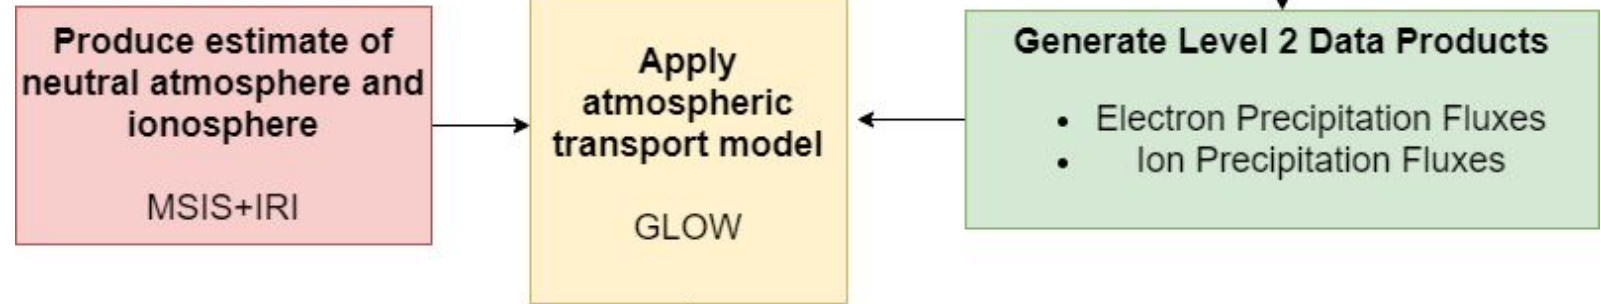 Produce estimate of
neutral atmosphere and
ionosphere
MSIS+IRI
Apply
atmospheric
transport model
GLOW
Generate Level 2 Data Products
• Electron Precipitation Fluxes
• Ion Precipitation Fluxes